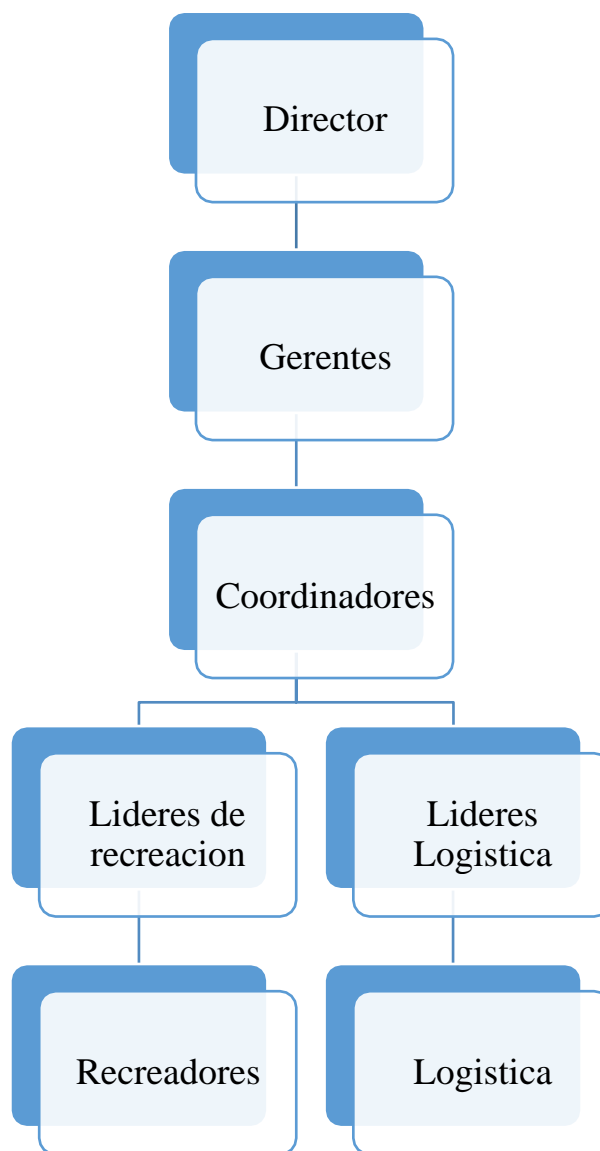 Director
Gerentes
Coordinadores
Lideres de
recreacion
Lideres
Logistica
Recreadores
Logistica